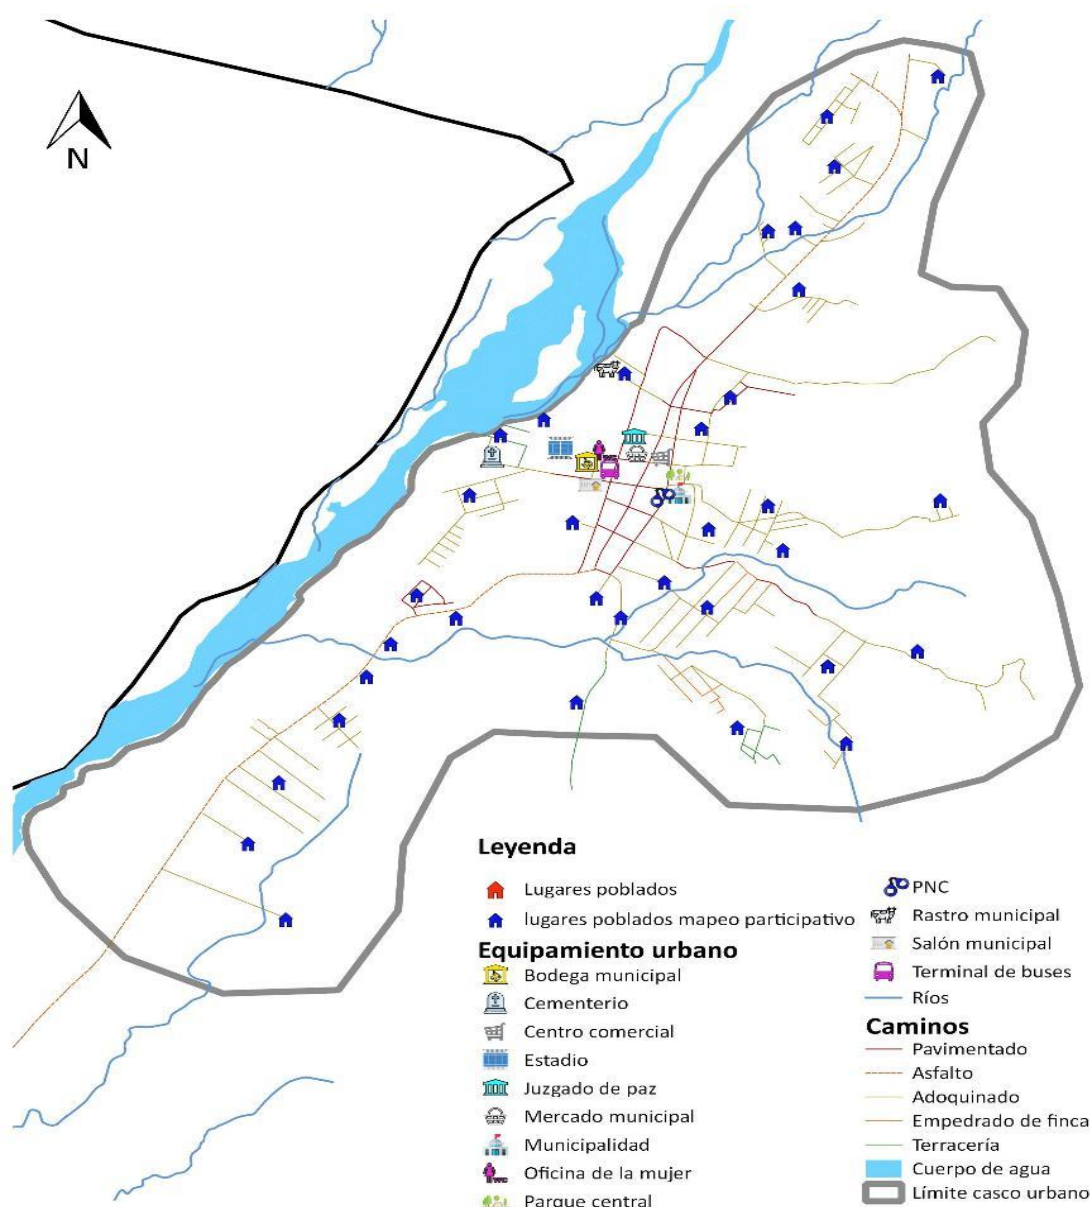 N
Leyenda
Lugares poblados
lugares poblados mapeo participativo
Equipamiento urbano
Bodega municipal
Cementerio
Centro comercial
Estadio
Juzgado de paz
Mercado municipal
Municipalidad
Oficina de la mujer
Parque central
PNC
Rastro municipal
Salón municipal
Terminal de buses
Ríos
Caminos
Pavimentado
Asfalto
Adoquinado
Empedrado de finca
Terracería
Cuerpo de agua
Límite casco urbano